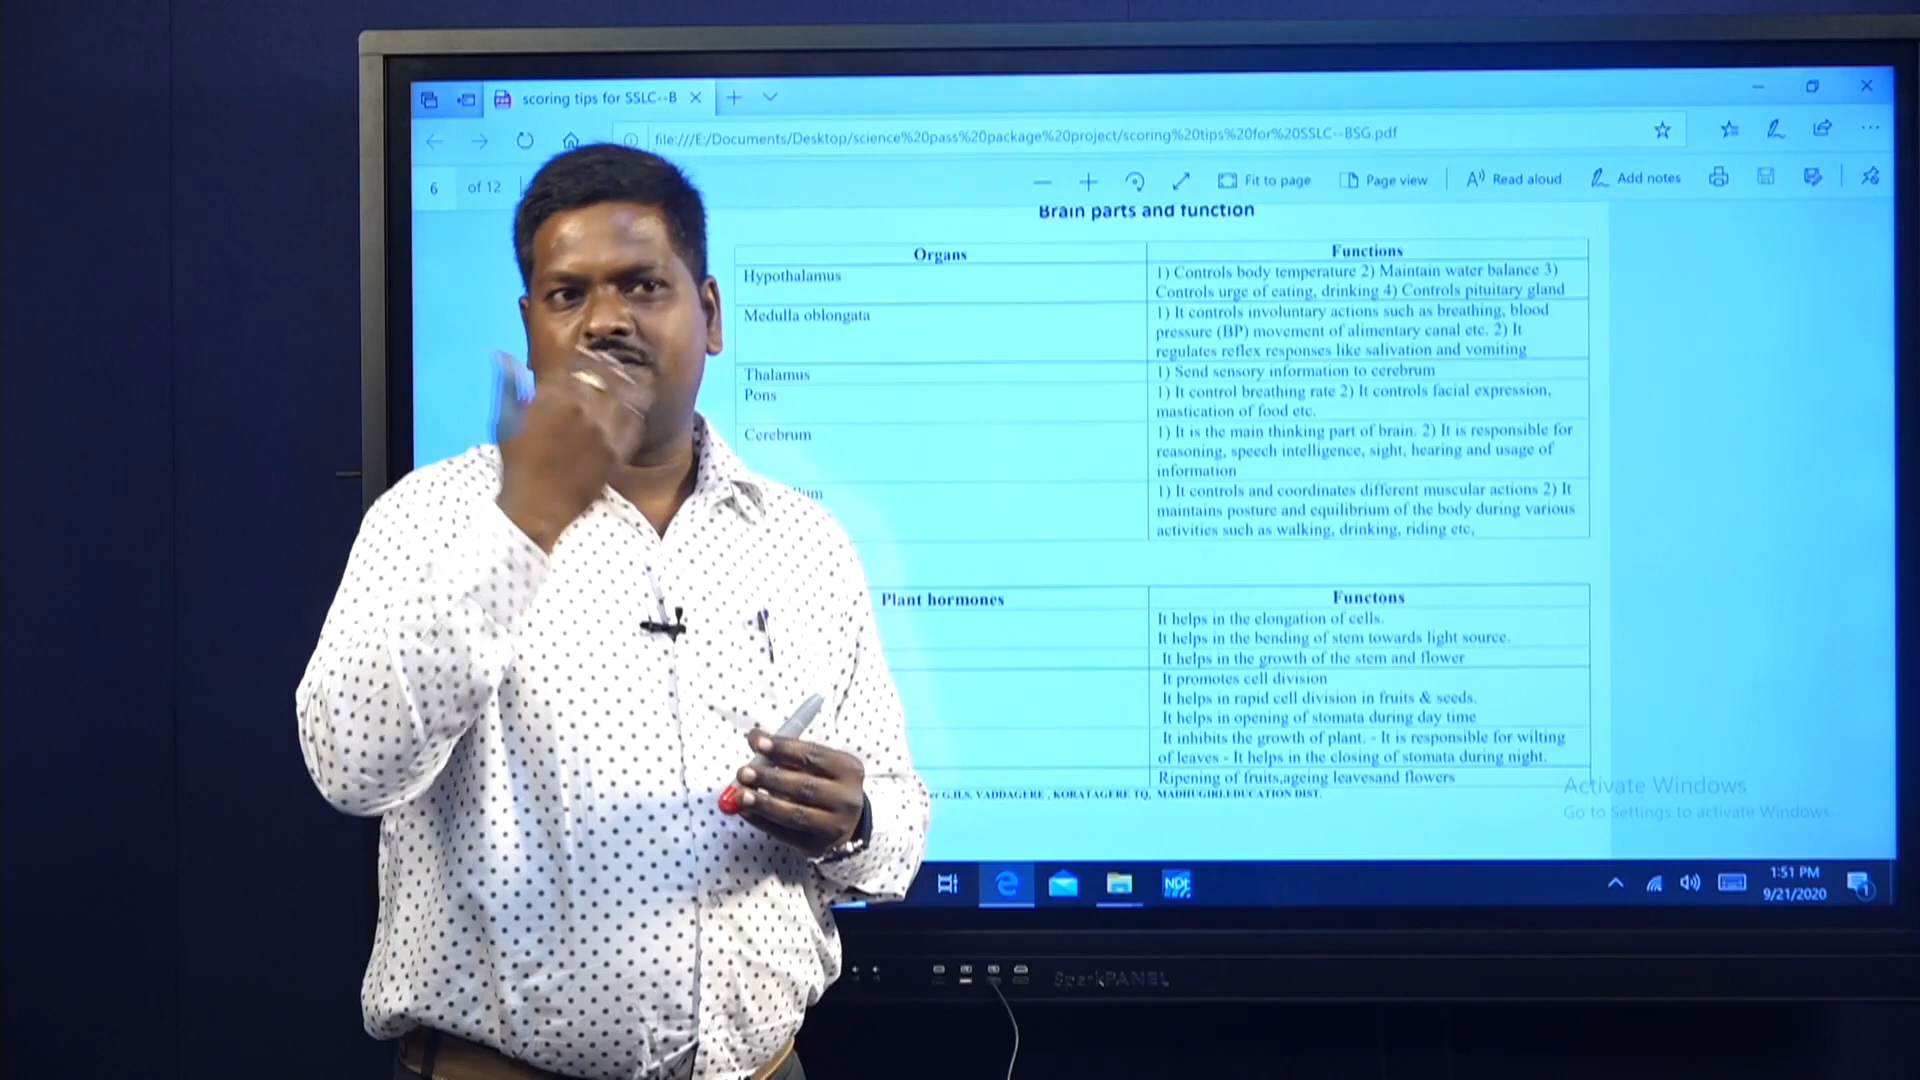 scoring tips for SSLC--B
file:///E:/Documents/Desktop/science%20pass%20package%20project/scoring%20tips%20for%20SSLC--BSG.pdf
6 of 12
Fit to page Page view Read aloud Add notes
Brain parts and function
Organs Functions
Hypothalamus
1) Controls body temperature 2) Maintain water balance 3)
Controls urge of eating, drinking 4) Controls pituitary gland
Medulla oblongata
1) It controls involuntary actions such as breathing, blood
pressure (BP) movement of alimentary canal etc. 2) It
regulates reflex responses like salivation and vomiting
Thalamus
1) Send sensory information to cerebrum
Pons
1) It control breathing rate 2) It controls facial expression,
mastication of food etc.
Cerebrum
1) It is the main thinking part of brain. 2) It is responsible for
reasoning, speech intelligence, sight, hearing and usage of
information
1) It controls and coordinates different muscular actions 2) It
maintains posture and equilibrium of the body during various
activities such as walking, drinking, riding etc,
Plant hormones Functons
It helps in the elongation of cells.
It helps in the bending of stem towards light source.
It helps in the growth of the stem and flower
It promotes cell division
It helps in rapid cell division in fruits & seeds.
It helps in opening of stomata during day time
It inhibits the growth of plant. - It is responsible for wilting
of leaves - It helps in the closing of stomata during night.
Ripening of fruits,ageing leavesand flowers
G.H.S. VADDAGERE , KORATAGERE TQ, MADHUGIRI.EDUCATION DIST.
Activate Windows
Go to Settings to activate Windows.
1:51 PM
9/21/2020
SparkPANEL